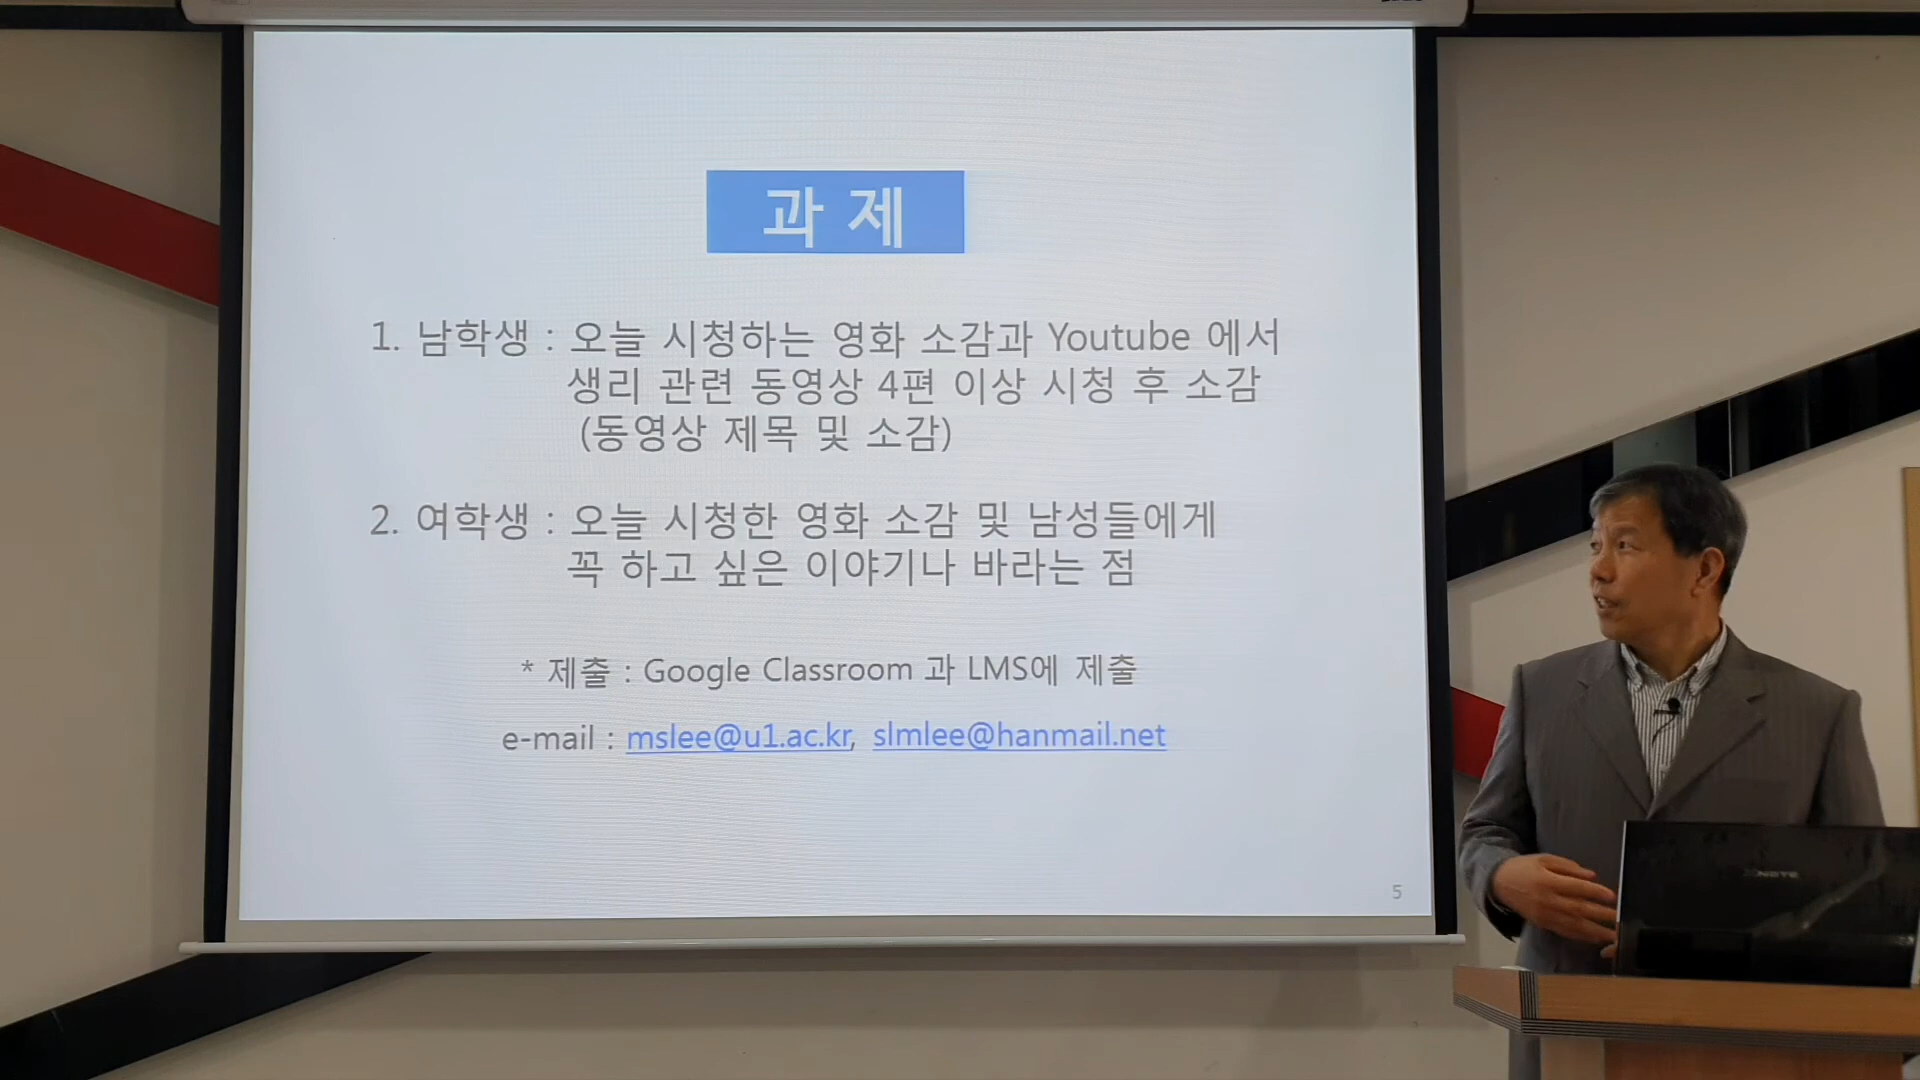 과 제
1. 남학생 : 오늘 시청하는 영화 소감과 Youtube 에서
생리 관련 동영상 4편 이상 시청 후 소감
(동영상 제목 및 소감)
2. 여학생 : 오늘 시청한 영화 소감 및 남성들에게
꼭 하고 싶은 이야기나 바라는 점
* 제출 : Google Classroom 과 LMS에 제출
e-mail : mslee@u1.ac.kr, slmlee@hanmail.net
5
XNOTE